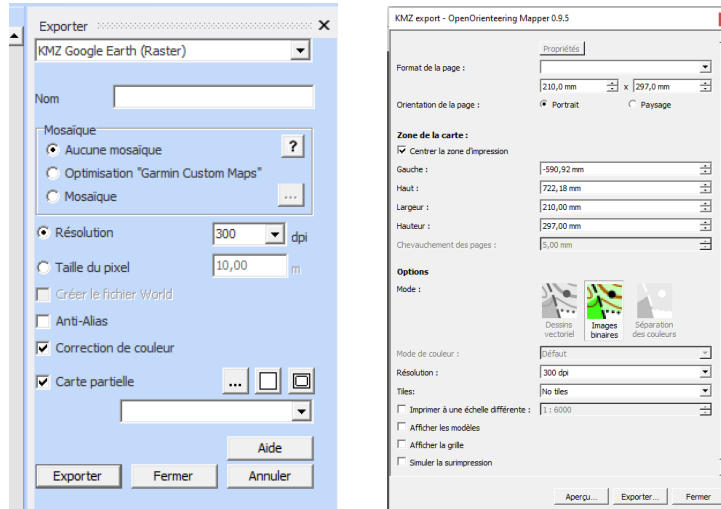 Exporter
KMZ Google Earth (Raster)
Nom
Mosaïque
Aucune mosaïque
?
Optimisation "Garmin Custom Maps"
Mosaïque
...
Résolution
300
dpi
Taille du pixel
10,00
m
Créer le fichier World
Anti-Alias
Correction de couleur
Carte partielle
...
Aide
Exporter
Fermer
Annuler
KMZ export - OpenOrienteering Mapper 0.9.5
Propriétés
Format de la page :
210,0 mm x 297,0 mm
Orientation de la page :
Portrait
Paysage
Zone de la carte :
Centrer la zone d'impression
Gauche :
-590,92 mm
Haut :
722,18 mm
Largeur :
210,00 mm
Hauteur :
297,00 mm
Chevauchement des pages :
5,00 mm
Options
Mode :
Dessins vectoriel
Images binaires
Séparation des couleurs
Mode de couleur :
Défaut
Résolution :
300 dpi
Tiles:
No tiles
Imprimer à une échelle différente :
1 : 6000
Afficher les modèles
Afficher la grille
Simuler la surimpression
Aperçu...
Exporter...
Fermer